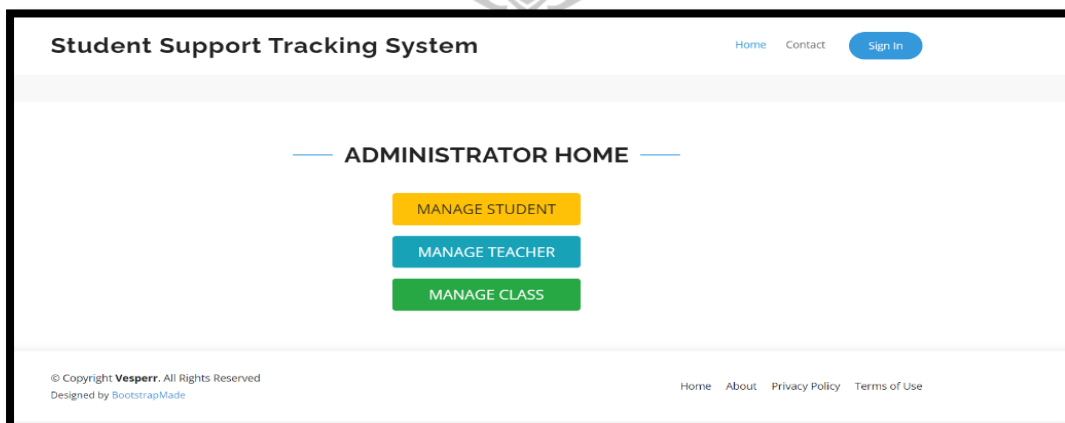 Student Support Tracking System
Home Contact Sign In
ADMINISTRATOR HOME
MANAGE STUDENT
MANAGE TEACHER
MANAGE CLASS
© Copyright Vesperr. All Rights Reserved
Designed by BootstrapMade
Home About Privacy Policy Terms of Use